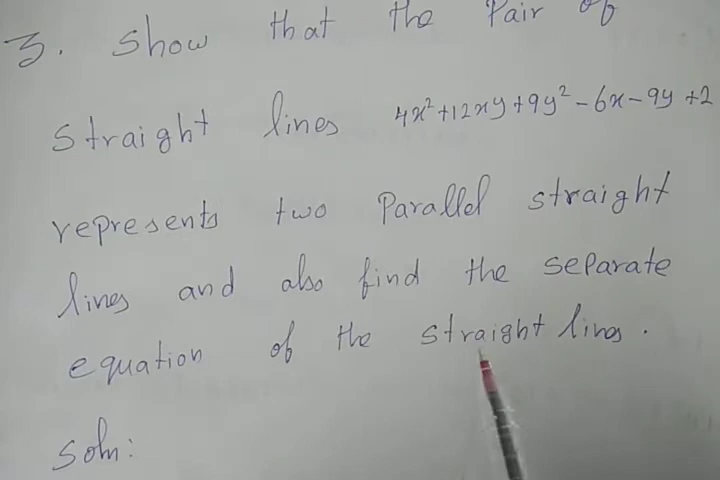 3. Show that the Pair of
straight lines 4x²+12xy+9y²-6x-9y+2
represents two Parallel straight
lines and also find the separate
equation of the straight lines.
Soln: